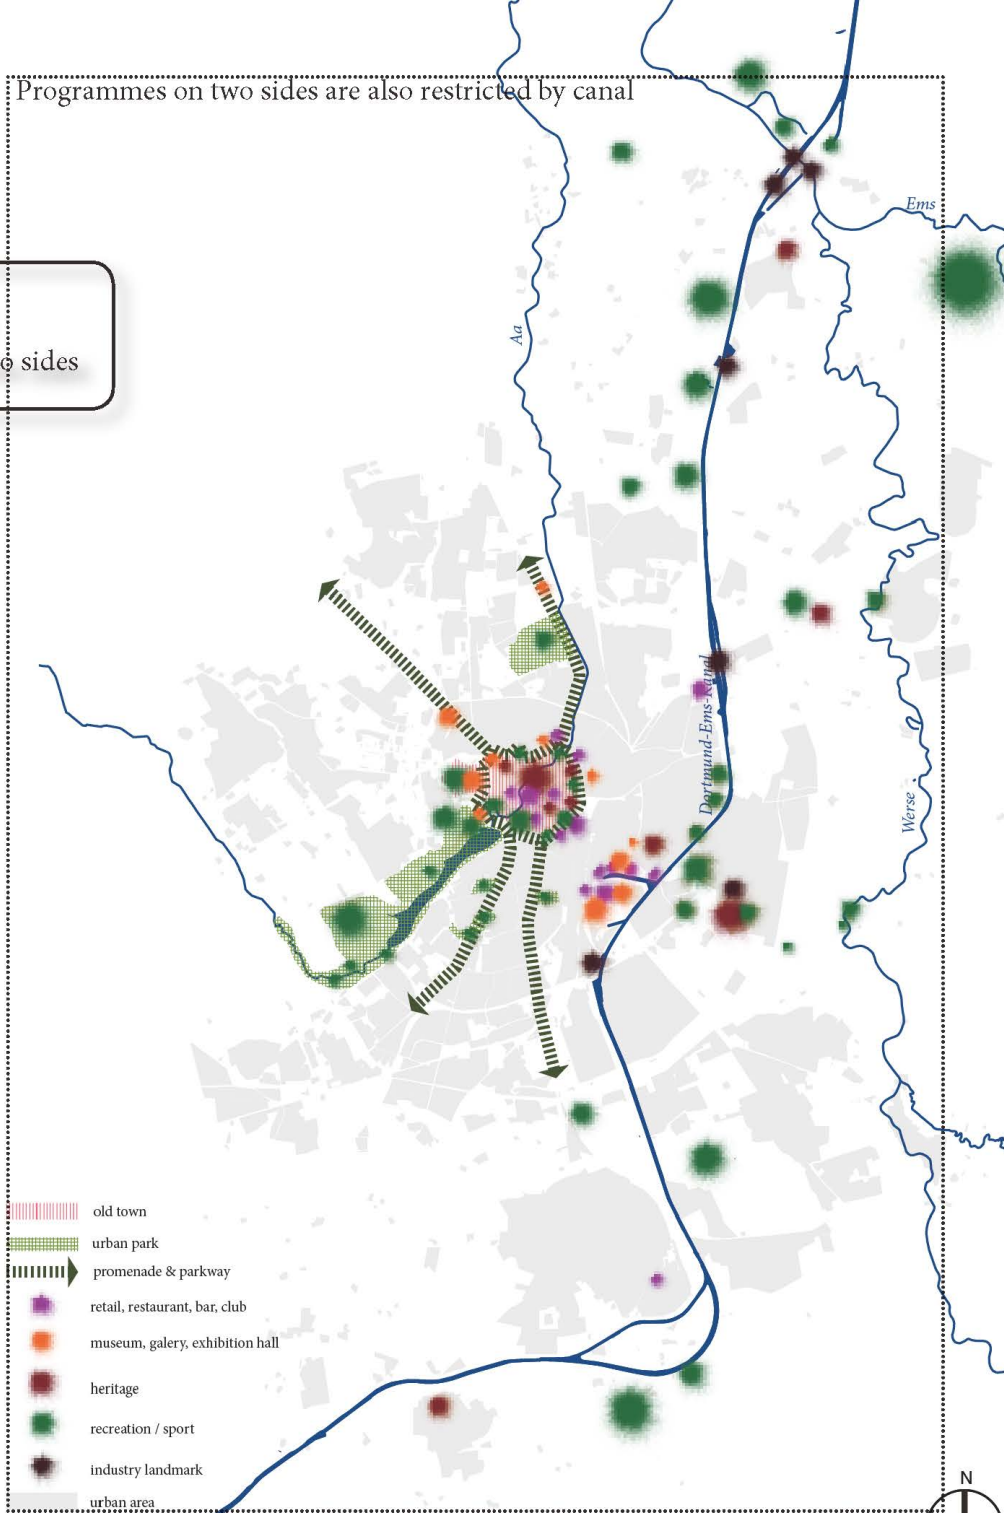 Programmes on two sides are also restricted by canal
Ems
Aa
o sides
Dortmund-Ems-Kanal
Werse
old town
urban park
promenade & parkway
retail, restaurant, bar, club
museum, galery, exhibition hall
heritage
recreation / sport
industry landmark
urban area
N